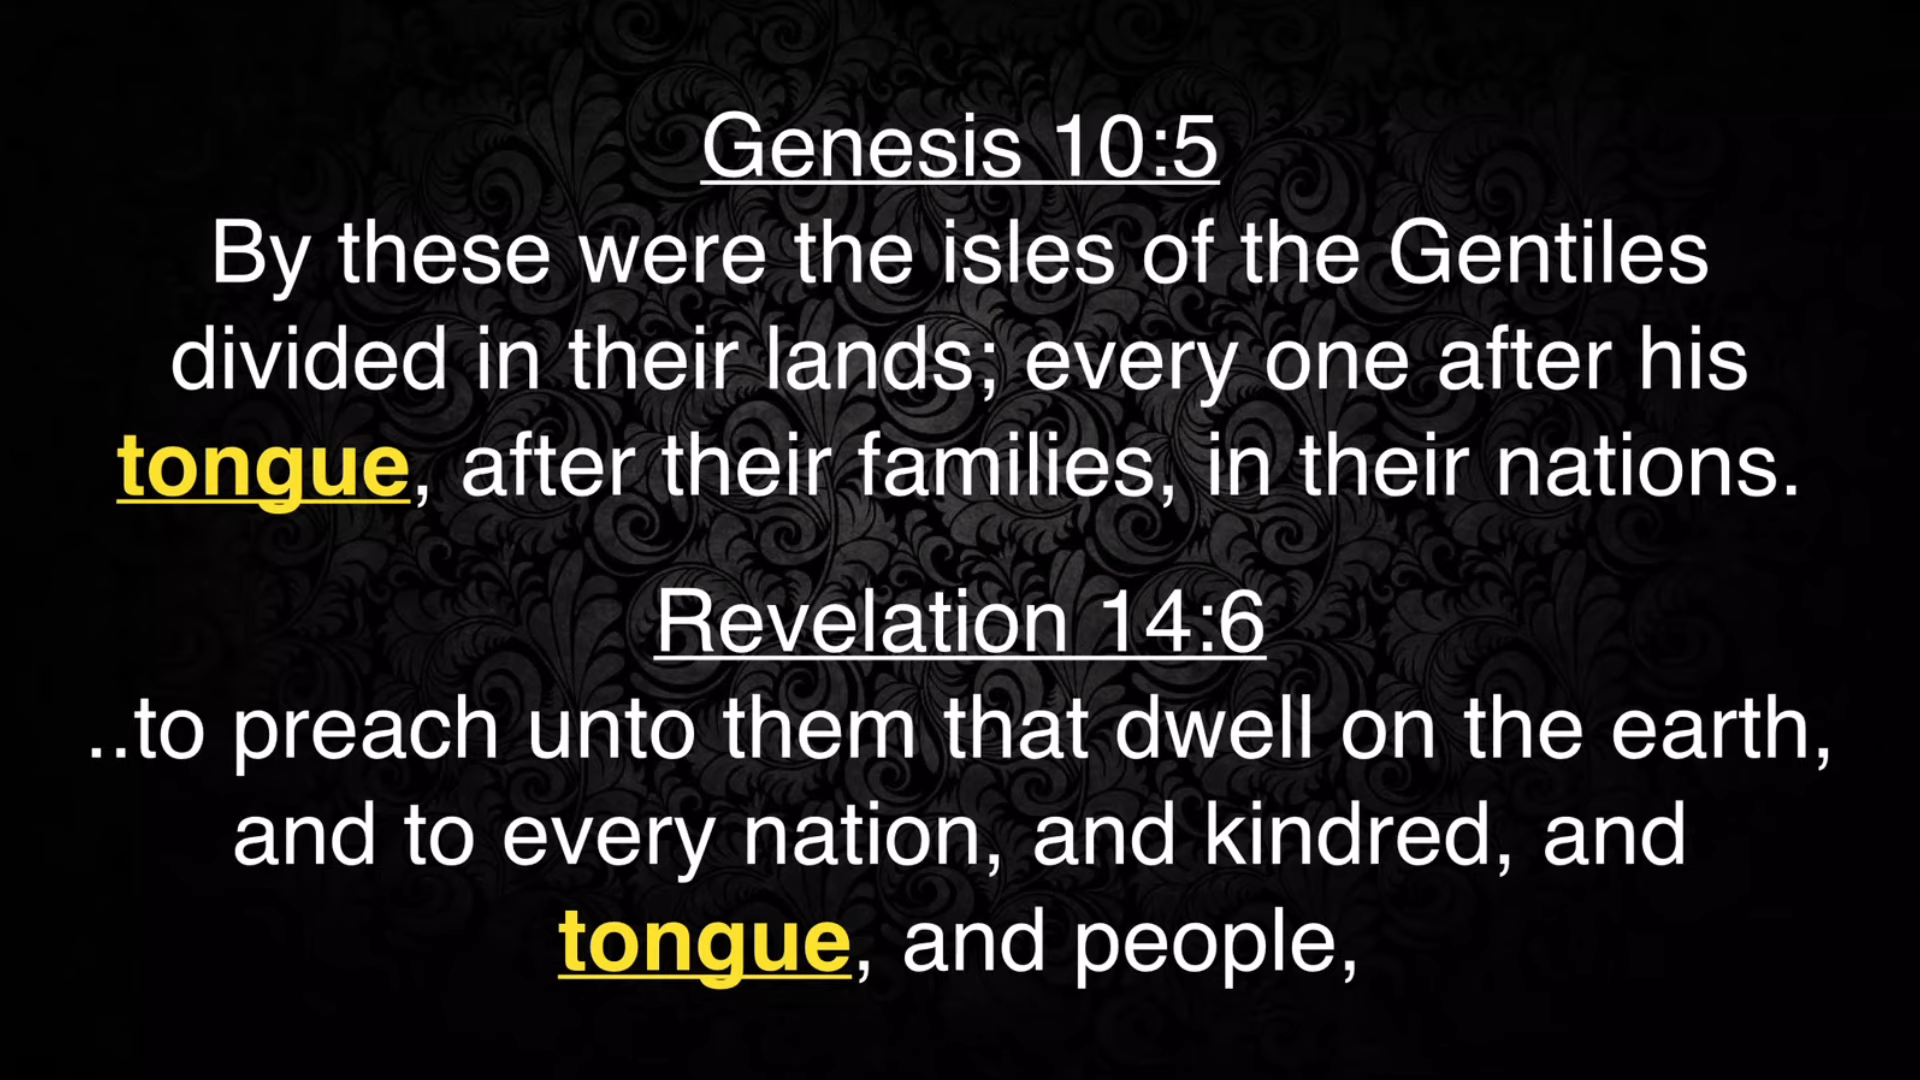 Genesis 10:5
By these were the isles of the Gentiles
divided in their lands; every one after his
tongue, after their families, in their nations.
Revelation 14:6
..to preach unto them that dwell on the earth,
and to every nation, and kindred, and
tongue, and people,